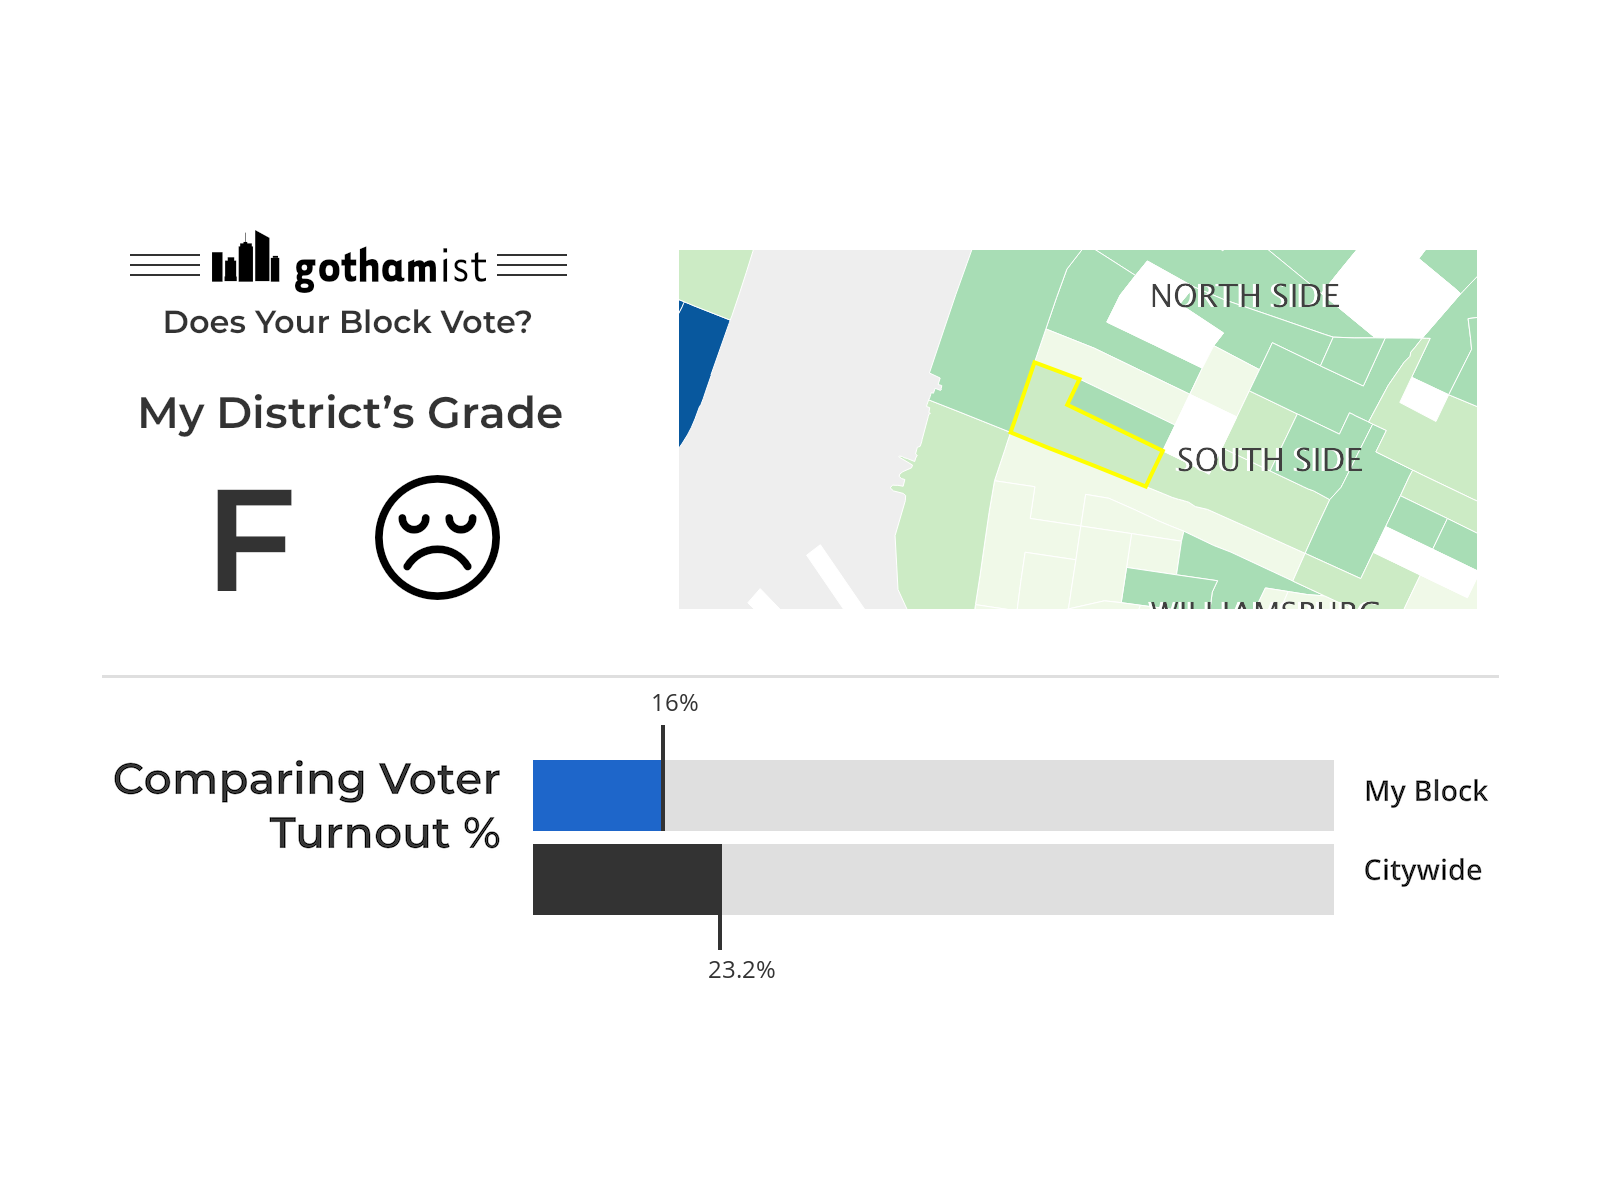 gothamist
Does Your Block Vote?
My District's Grade
F
NORTH SIDE
SOUTH SIDE
WILLIAMSBURG
16%
Comparing Voter
Turnout %
My Block
Citywide
23.2%